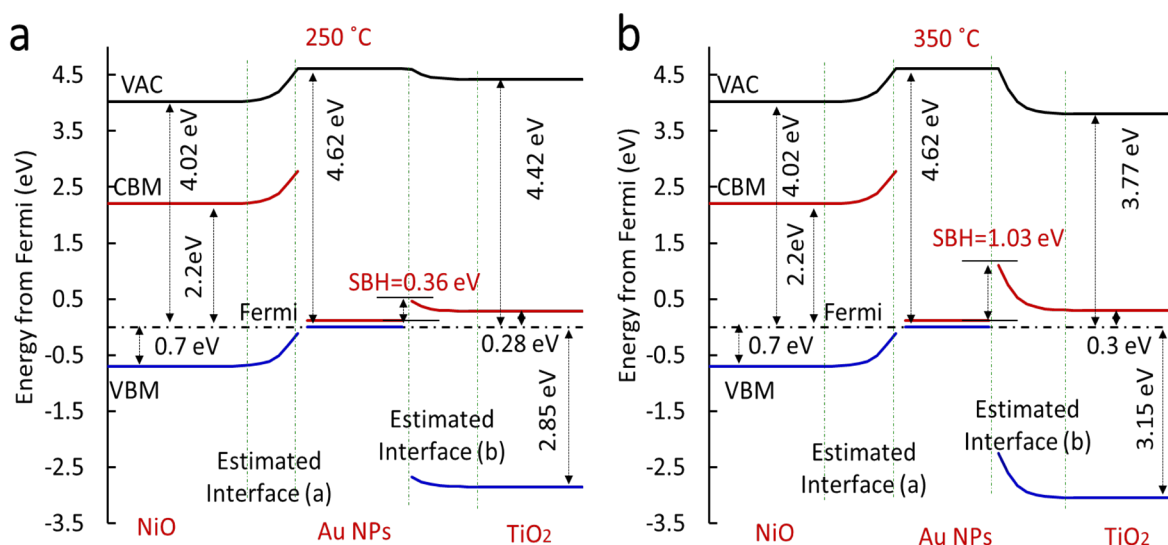 a
250 ˚C
4.5
3.5
2.5
1.5
0.5
-0.5
-1.5
-2.5
-3.5
Energy from Fermi (eV)
VAC
CBM
Fermi
VBM
4.02 eV
2.2eV
0.7 eV
4.62 eV
SBH=0.36 eV
4.42 eV
0.28 eV
2.85 eV
Estimated
Interface (a)
Estimated
Interface (b)
NiO
Au NPs
TiO2
b
350 ˚C
4.5
3.5
2.5
1.5
0.5
-0.5
-1.5
-2.5
-3.5
Energy from Fermi (eV)
VAC
CBM
Fermi
VBM
4.02 eV
2.2eV
0.7 eV
4.62 eV
SBH=1.03 eV
3.77 eV
0.3 eV
3.15 eV
Estimated
Interface (a)
Estimated
Interface (b)
NiO
Au NPs
TiO2